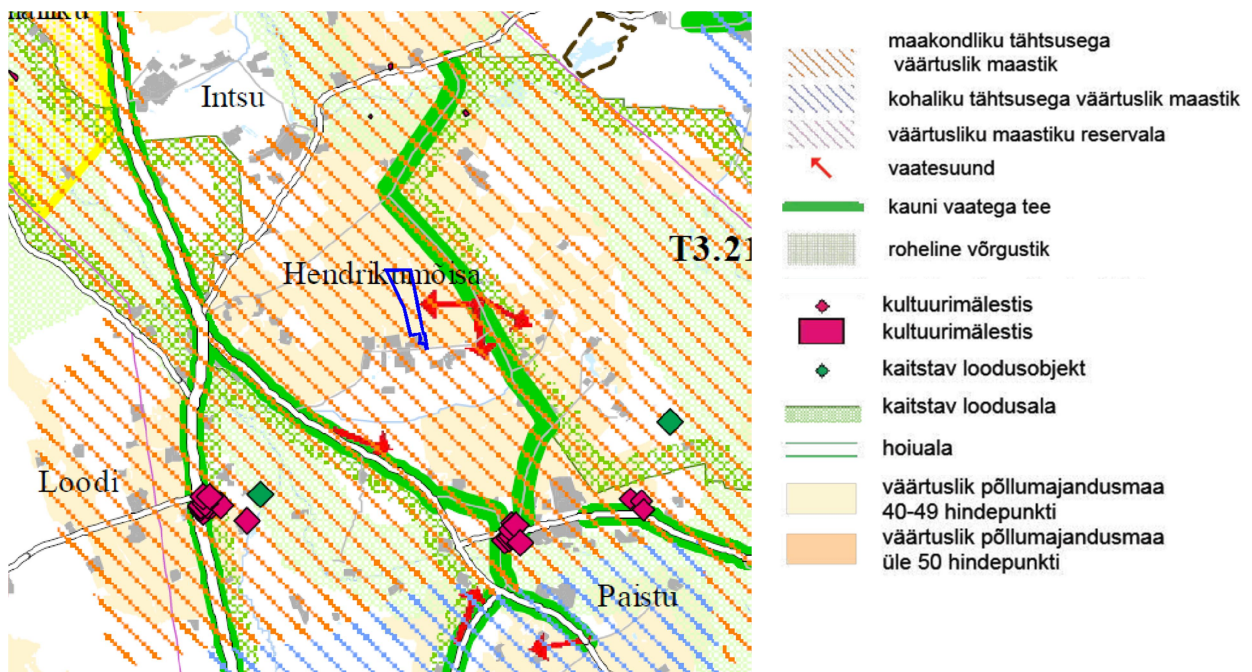 Intsu
Hendrikumõisa
T3.21
Loodi
Paistu
maakondliku tähtsusega
väärtuslik maastik
kohaliku tähtsusega väärtuslik maastik
väärtusliku maastiku reservala
vaatesuund
kauni vaatega tee
roheline võrgustik
kultuurimälestis
kultuurimälestis
kaitstav loodusobjekt
kaitstav loodusala
hoiuala
väärtuslik põllumajandusmaa
40-49 hindepunkti
väärtuslik põllumajandusmaa
üle 50 hindepunkti